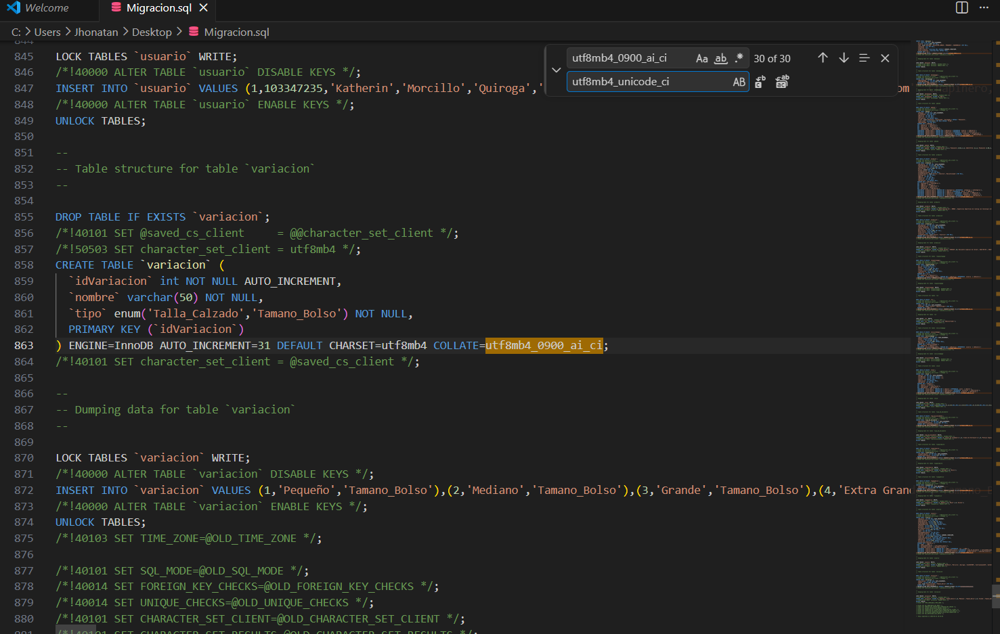 Welcome
Migracion.sql
C: > Users > Jhonatan > Desktop > Migracion.sql
utf8mb4_0900_ai_ci Aa ab .* 30 of 30
utf8mb4_unicode_ci AB
844
845 LOCK TABLES `usuario` WRITE;
846 /*!40000 ALTER TABLE `usuario` DISABLE KEYS */;
847 INSERT INTO `usuario` VALUES (1,103347235,'Katherin','Morcillo','Quiroga','
848 /*!40000 ALTER TABLE `usuario` ENABLE KEYS */;
849 UNLOCK TABLES;
850
851 --
852 -- Table structure for table `variacion`
853 --
854
855 DROP TABLE IF EXISTS `variacion`;
856 /*!40101 SET @saved_cs_client     = @@character_set_client */;
857 /*!50503 SET character_set_client = utf8mb4 */;
858 CREATE TABLE `variacion` (
859   `idVariacion` int NOT NULL AUTO_INCREMENT,
860   `nombre` varchar(50) NOT NULL,
861   `tipo` enum('Talla_Calzado','Tamano_Bolso') NOT NULL,
862   PRIMARY KEY (`idVariacion`)
863 ) ENGINE=InnoDB AUTO_INCREMENT=31 DEFAULT CHARSET=utf8mb4 COLLATE=utf8mb4_0900_ai_ci;
864 /*!40101 SET character_set_client = @saved_cs_client */;
865
866 --
867 -- Dumping data for table `variacion`
868 --
869
870 LOCK TABLES `variacion` WRITE;
871 /*!40000 ALTER TABLE `variacion` DISABLE KEYS */;
872 INSERT INTO `variacion` VALUES (1,'Pequeño','Tamano_Bolso'),(2,'Mediano','Tamano_Bolso'),(3,'Grande','Tamano_Bolso'),(4,'Extra Grand
873 /*!40000 ALTER TABLE `variacion` ENABLE KEYS */;
874 UNLOCK TABLES;
875 /*!40103 SET TIME_ZONE=@OLD_TIME_ZONE */;
876
877 /*!40101 SET SQL_MODE=@OLD_SQL_MODE */;
878 /*!40014 SET FOREIGN_KEY_CHECKS=@OLD_FOREIGN_KEY_CHECKS */;
879 /*!40014 SET UNIQUE_CHECKS=@OLD_UNIQUE_CHECKS */;
880 /*!40101 SET CHARACTER_SET_CLIENT=@OLD_CHARACTER_SET_CLIENT */;
881 /*!40101 SET CHARACTER_SET_RESULTS=@OLD_CHARACTER_SET_RESULTS */;